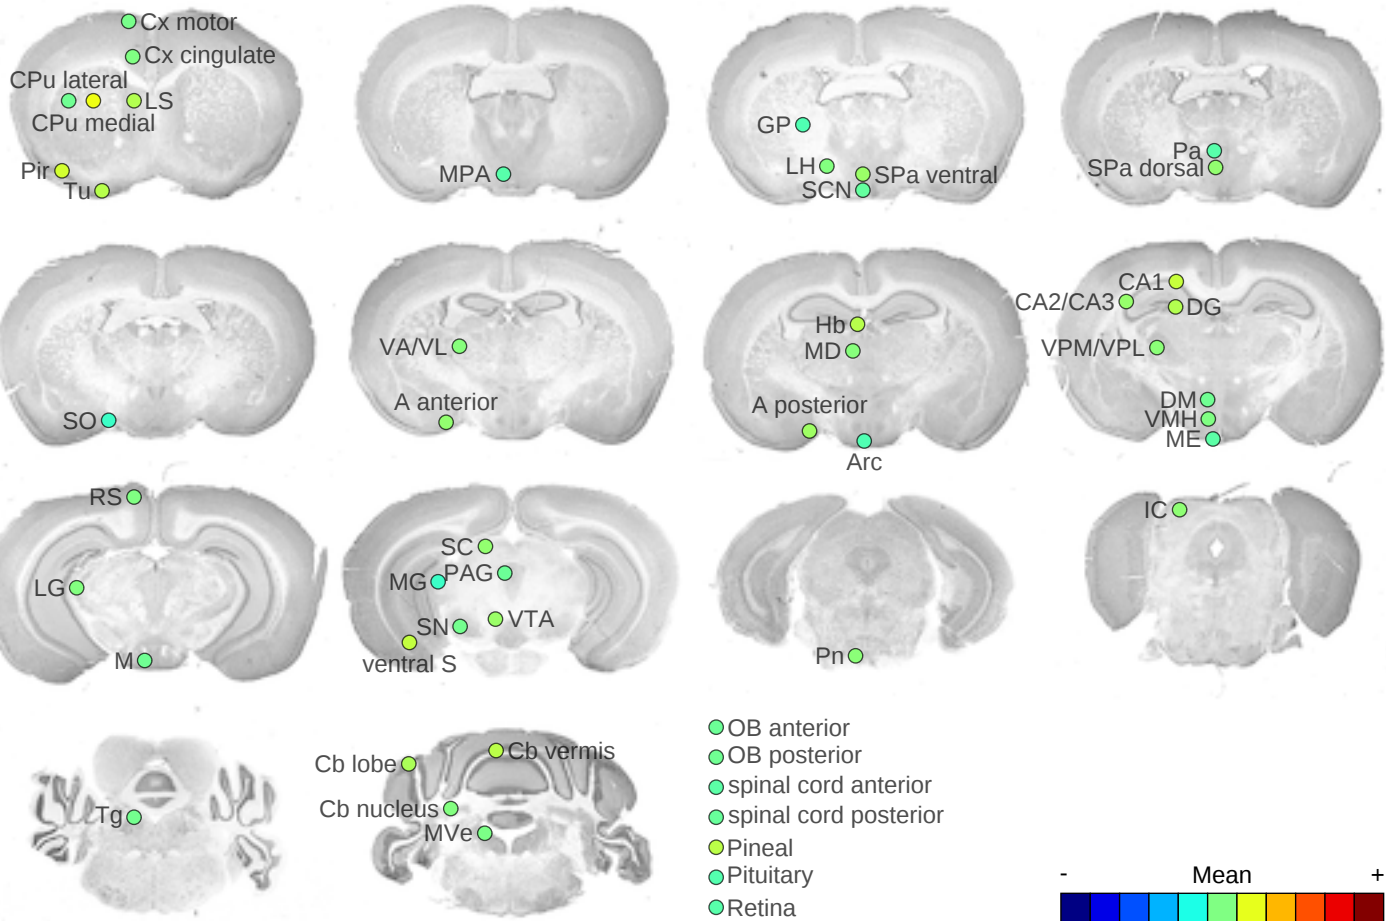 Cx motor
Cx cingulate
CPu lateral
LS
CPu medial
Pir
Tu
MPA
GP
LH
SPa ventral
SCN
Pa
SPa dorsal
SO
VA/VL
A anterior
Hb
MD
A posterior
Arc
CA1
CA2/CA3
DG
VPM/VPL
DM
VMH
ME
RS
LG
M
SC
MG
PAG
SN
VTA
ventral S
Pn
IC
Tg
Cb lobe
Cb vermis
Cb nucleus
MVe
OB anterior
OB posterior
spinal cord anterior
spinal cord posterior
Pineal
Pituitary
Retina
- Mean +